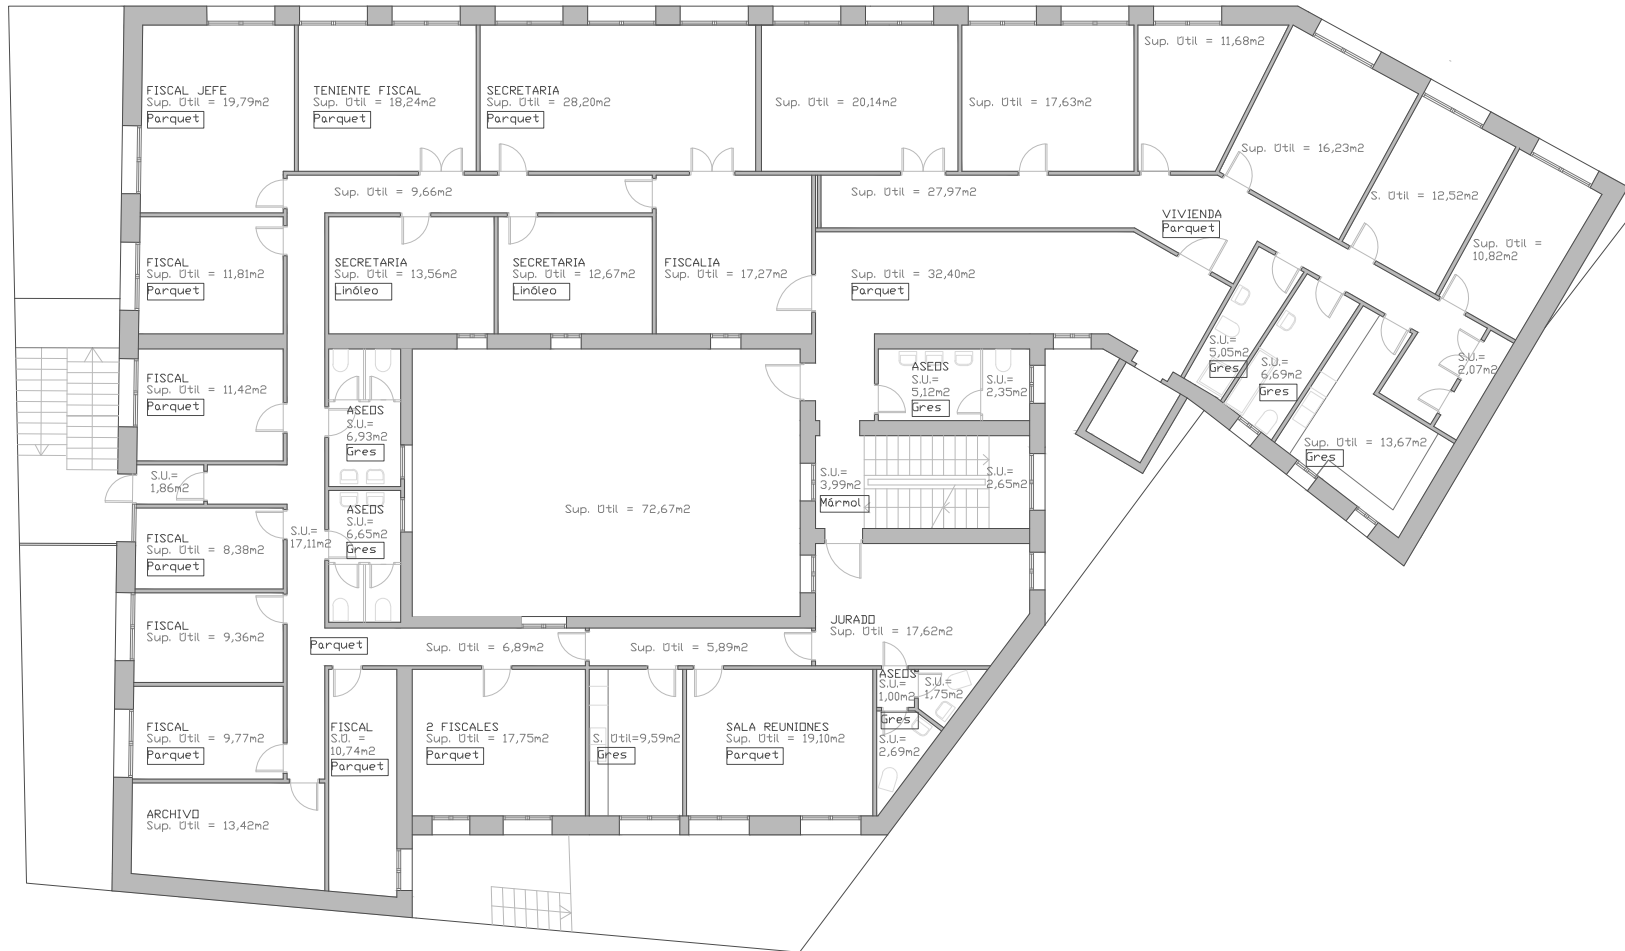 Sup. Útil = 11,68m2
FISCAL JEFE
Sup. Útil = 19,79m2
Parquet
TENIENTE FISCAL
Sup. Útil = 18,24m2
Parquet
SECRETARIA
Sup. Útil = 28,20m2
Parquet
Sup. Útil = 20,14m2
Sup. Útil = 17,63m2
Sup. Útil = 16,23m2
Sup. Útil = 9,66m2
Sup. Útil = 27,97m2
S. Útil = 12,52m2
VIVIENDA
Parquet
Sup. Útil =
10,82m2
FISCAL
Sup. Útil = 11,81m2
Parquet
SECRETARIA
Sup. Útil = 13,56m2
Linóleo
SECRETARIA
Sup. Útil = 12,67m2
Linóleo
FISCALIA
Sup. Útil = 17,27m2
Sup. Útil = 32,40m2
Parquet
S.U.=
5,05m2
Gres
S.U.=
6,69m2
Gres
S.U.=
2,07m2
FISCAL
Sup. Útil = 11,42m2
Parquet
ASEOS
S.U.=
6,93m2
Gres
ASEOS
S.U.=
5,12m2
Gres
S.U.=
2,35m2
Sup. Útil = 13,67m2
Gres
S.U.=
1,86m2
S.U.=
3,99m2
Mármol
S.U.=
2,65m2
ASEOS
S.U.=
6,65m2
Gres
Sup. Útil = 72,67m2
S.U.=
17,11m2
FISCAL
Sup. Útil = 8,38m2
Parquet
FISCAL
Sup. Útil = 9,36m2
JURADO
Sup. Útil = 17,62m2
Parquet
Sup. Útil = 6,89m2
Sup. Útil = 5,89m2
ASEOS
S.U.=
1,00m2
Gres
S.U.=
1,75m2
S.U.=
2,69m2
FISCAL
Sup. Útil = 9,77m2
Parquet
FISCAL
S.U. =
10,74m2
Parquet
2 FISCALES
Sup. Útil = 17,75m2
Parquet
S. Útil=9,59m2
Gres
SALA REUNIONES
Sup. Útil = 19,10m2
Parquet
ARCHIVO
Sup. Útil = 13,42m2